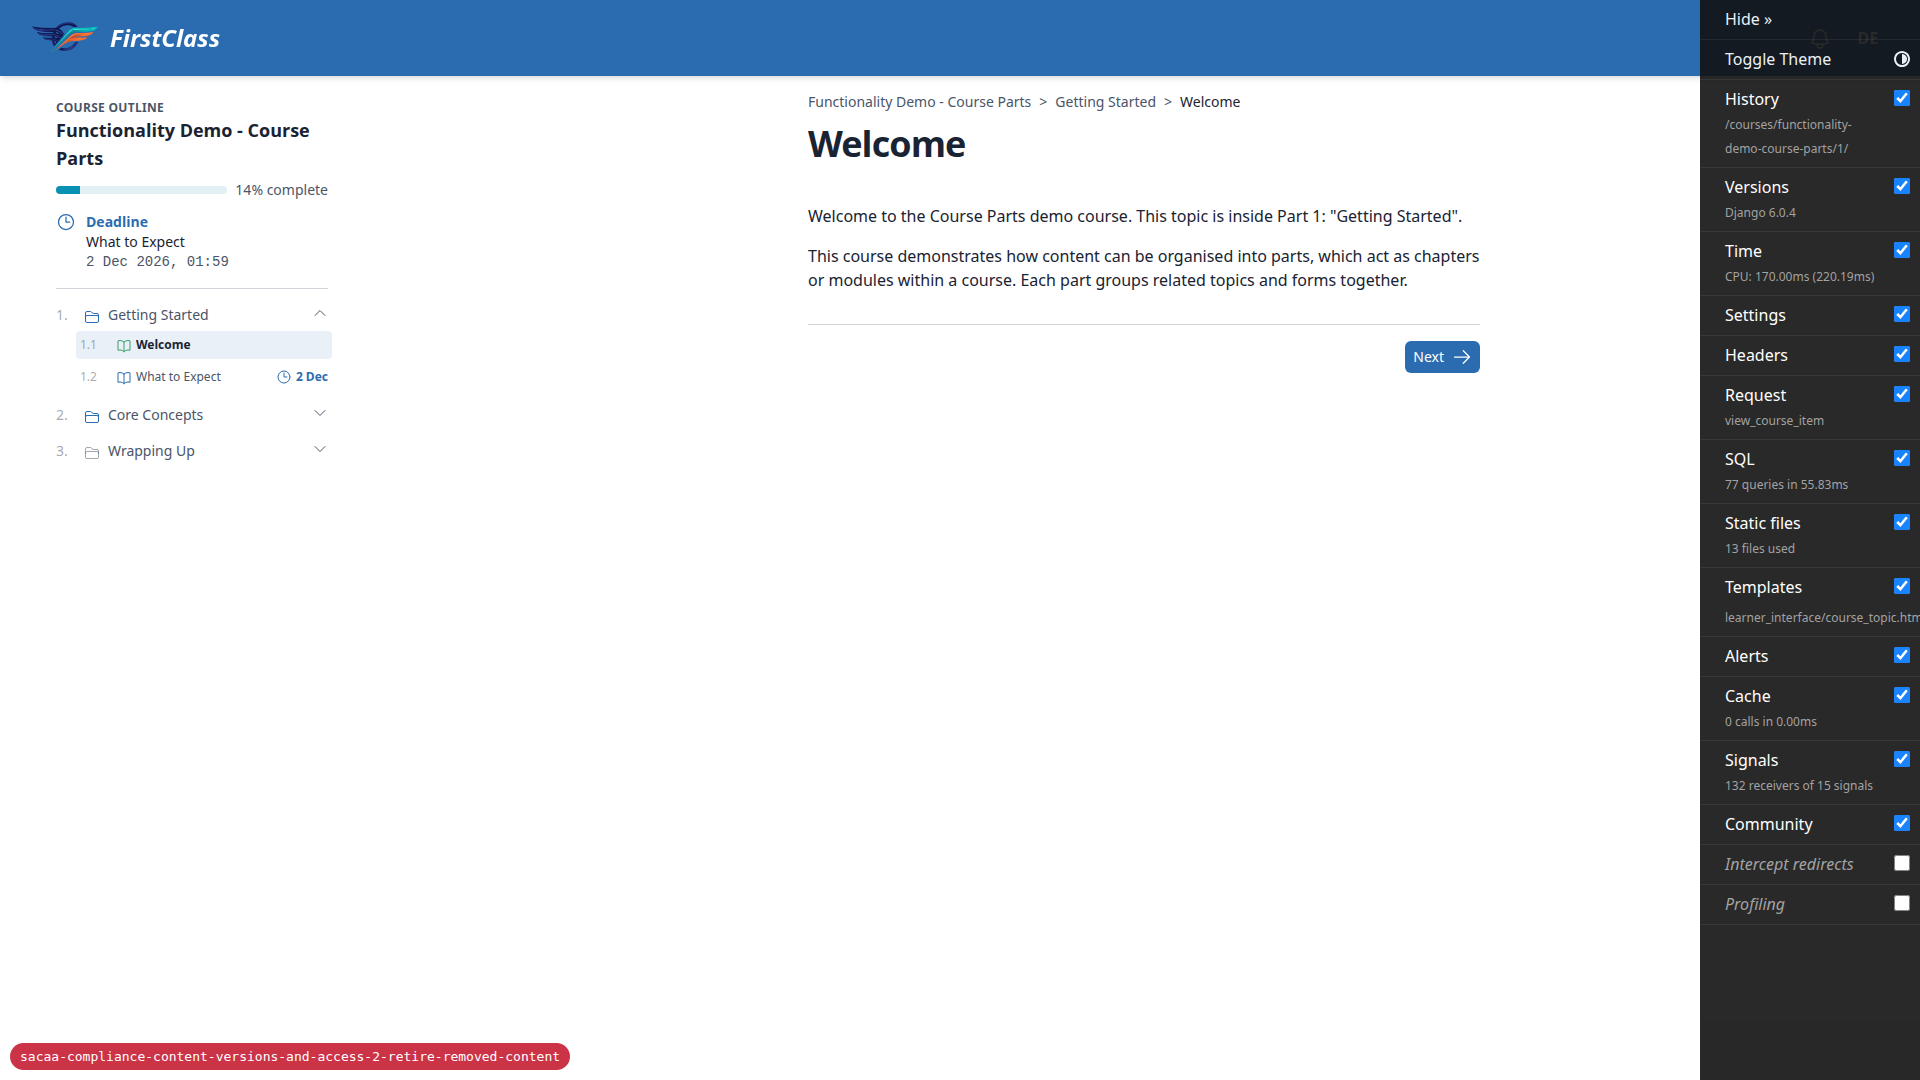 FirstClass
COURSE OUTLINE
Functionality Demo - Course
Parts
14% complete
Deadline
What to Expect
2 Dec 2026, 01:59
1. Getting Started
1.1 Welcome
1.2 What to Expect 2 Dec
2. Core Concepts
3. Wrapping Up
Functionality Demo - Course Parts > Getting Started > Welcome
Welcome
Welcome to the Course Parts demo course. This topic is inside Part 1: "Getting Started".
This course demonstrates how content can be organised into parts, which act as chapters
or modules within a course. Each part groups related topics and forms together.
Next
Hide »
DE
Toggle Theme
History
/courses/functionality-
demo-course-parts/1/
Versions
Django 6.0.4
Time
CPU: 170.00ms (220.19ms)
Settings
Headers
Request
view_course_item
SQL
77 queries in 55.83ms
Static files
13 files used
Templates
learner_interface/course_topic.htm
Alerts
Cache
0 calls in 0.00ms
Signals
132 receivers of 15 signals
Community
Intercept redirects
Profiling
sacaa-compliance-content-versions-and-access-2-retire-removed-content